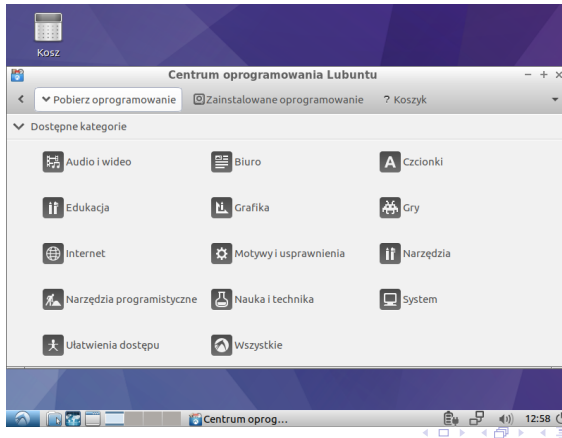 Kosz
Centrum oprogramowania Lubuntu
Pobierz oprogramowanie Zainstalowane oprogramowanie ? Koszyk
Dostępne kategorie
Audio i wideo Biuro Czcionki
Edukacja Grafika Gry
Internet Motywy i usprawnienia Narzędzia
Narzędzia programistyczne Nauka i technika System
Ułatwienia dostępu Wszystkie
Centrum oprog... 12:58